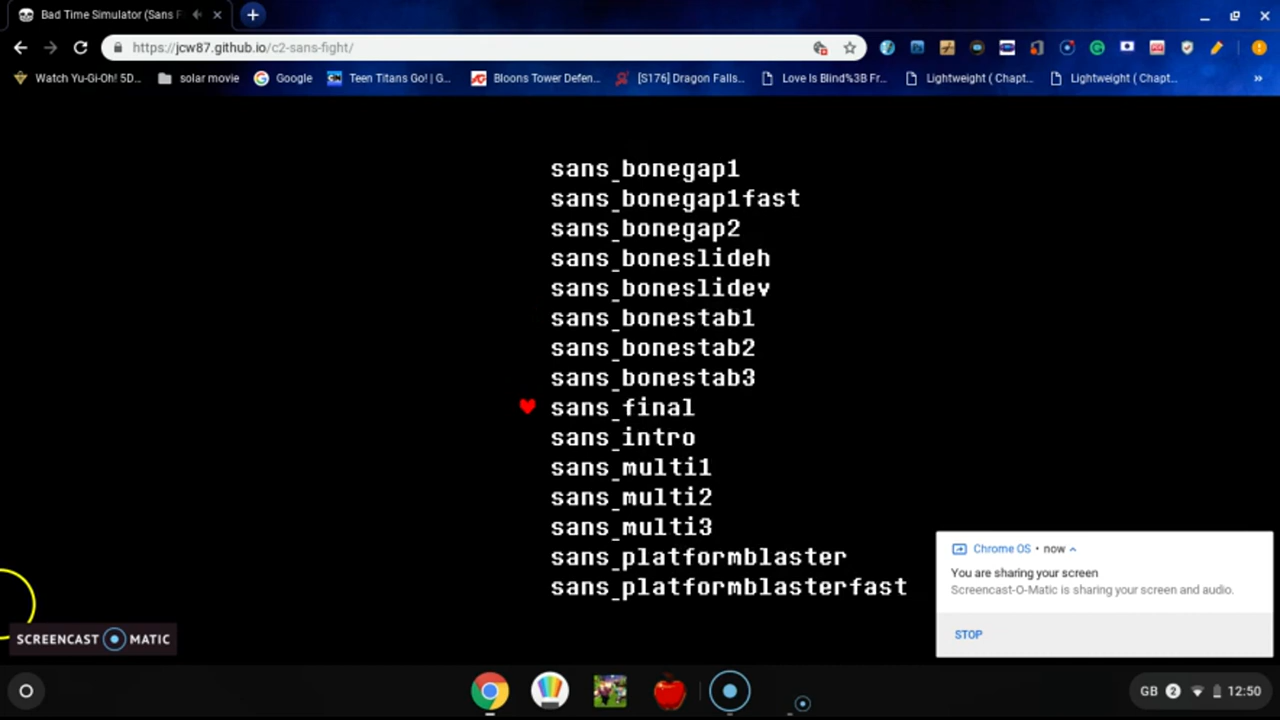 Bad Time Simulator (Sans F
https://jcw87.github.io/c2-sans-fight/
Watch Yu-Gi-Oh! 5D... solar movie Google Teen Titans Go! | G... Bloons Tower Defen... [S176] Dragon Falls... Love Is Blind%3B Fr... Lightweight ( Chapt... Lightweight ( Chapt... »
sans_bonegap1
sans_bonegap1fast
sans_bonegap2
sans_boneslideh
sans_boneslidev
sans_bonestab1
sans_bonestab2
sans_bonestab3
sans_final
sans_intro
sans_multi1
sans_multi2
sans_multi3
sans_platformblaster
sans_platformblasterfast
Chrome OS • now
You are sharing your screen
Screencast-O-Matic is sharing your screen and audio.
STOP
SCREENCAST MATIC
GB 2 12:50